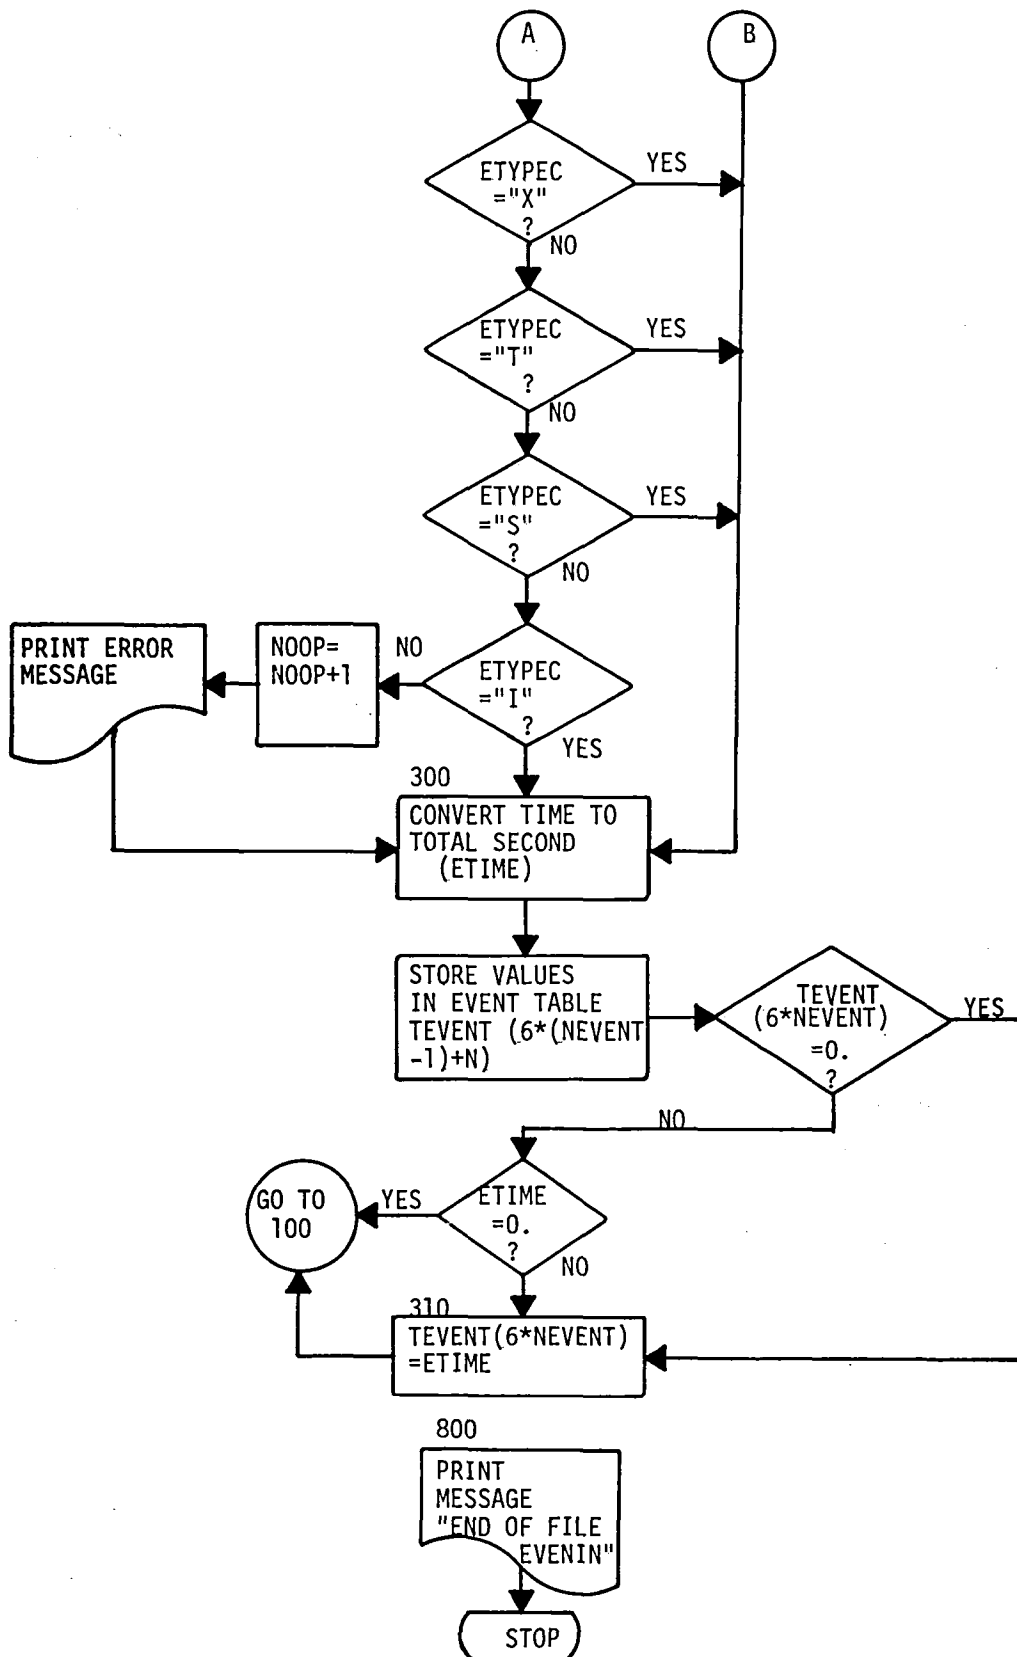 A
B
ETYPEC
="X"
?
YES
NO
ETYPEC
="T"
?
YES
NO
ETYPEC
="S"
?
YES
NO
ETYPEC
="I"
?
NO
YES
NOOP=
NOOP+1
PRINT ERROR
MESSAGE
300
CONVERT TIME TO
TOTAL SECOND
(ETIME)
STORE VALUES
IN EVENT TABLE
TEVENT (6*(NEVENT
-1)+N)
TEVENT
(6*NEVENT)
=0.
?
YES
NO
ETIME
=0.
?
YES
NO
GO TO
100
310
TEVENT(6*NEVENT)
=ETIME
800
PRINT
MESSAGE
"END OF FILE
EVENIN"
STOP